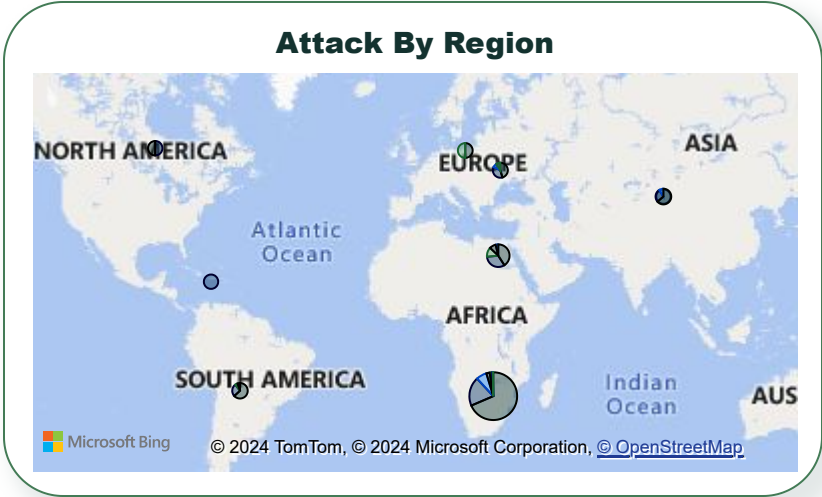 Attack By Region
NORTH AMERICA
EUROPE
ASIA
Atlantic
Ocean
AFRICA
SOUTH AMERICA
Indian
Ocean
AUS
Microsoft Bing
© 2024 TomTom, © 2024 Microsoft Corporation, © OpenStreetMap